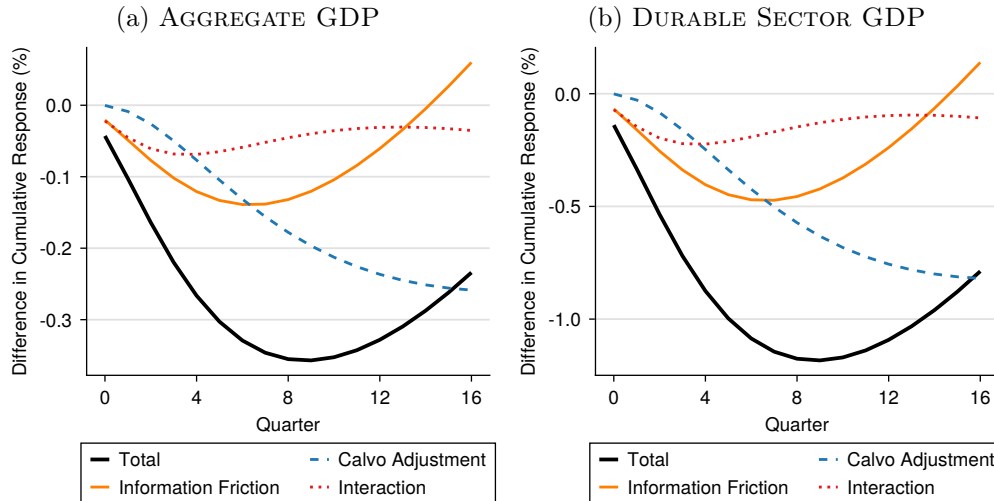 (a) AGGREGATE GDP
Difference in Cumulative Response (%)
0.0
-0.1
-0.2
-0.3
0 4 8 12 16
Quarter
Total
Calvo Adjustment
Information Friction
Interaction
(b) DURABLE SECTOR GDP
Difference in Cumulative Response (%)
0.0
-0.5
-1.0
0 4 8 12 16
Quarter
Total
Calvo Adjustment
Information Friction
Interaction